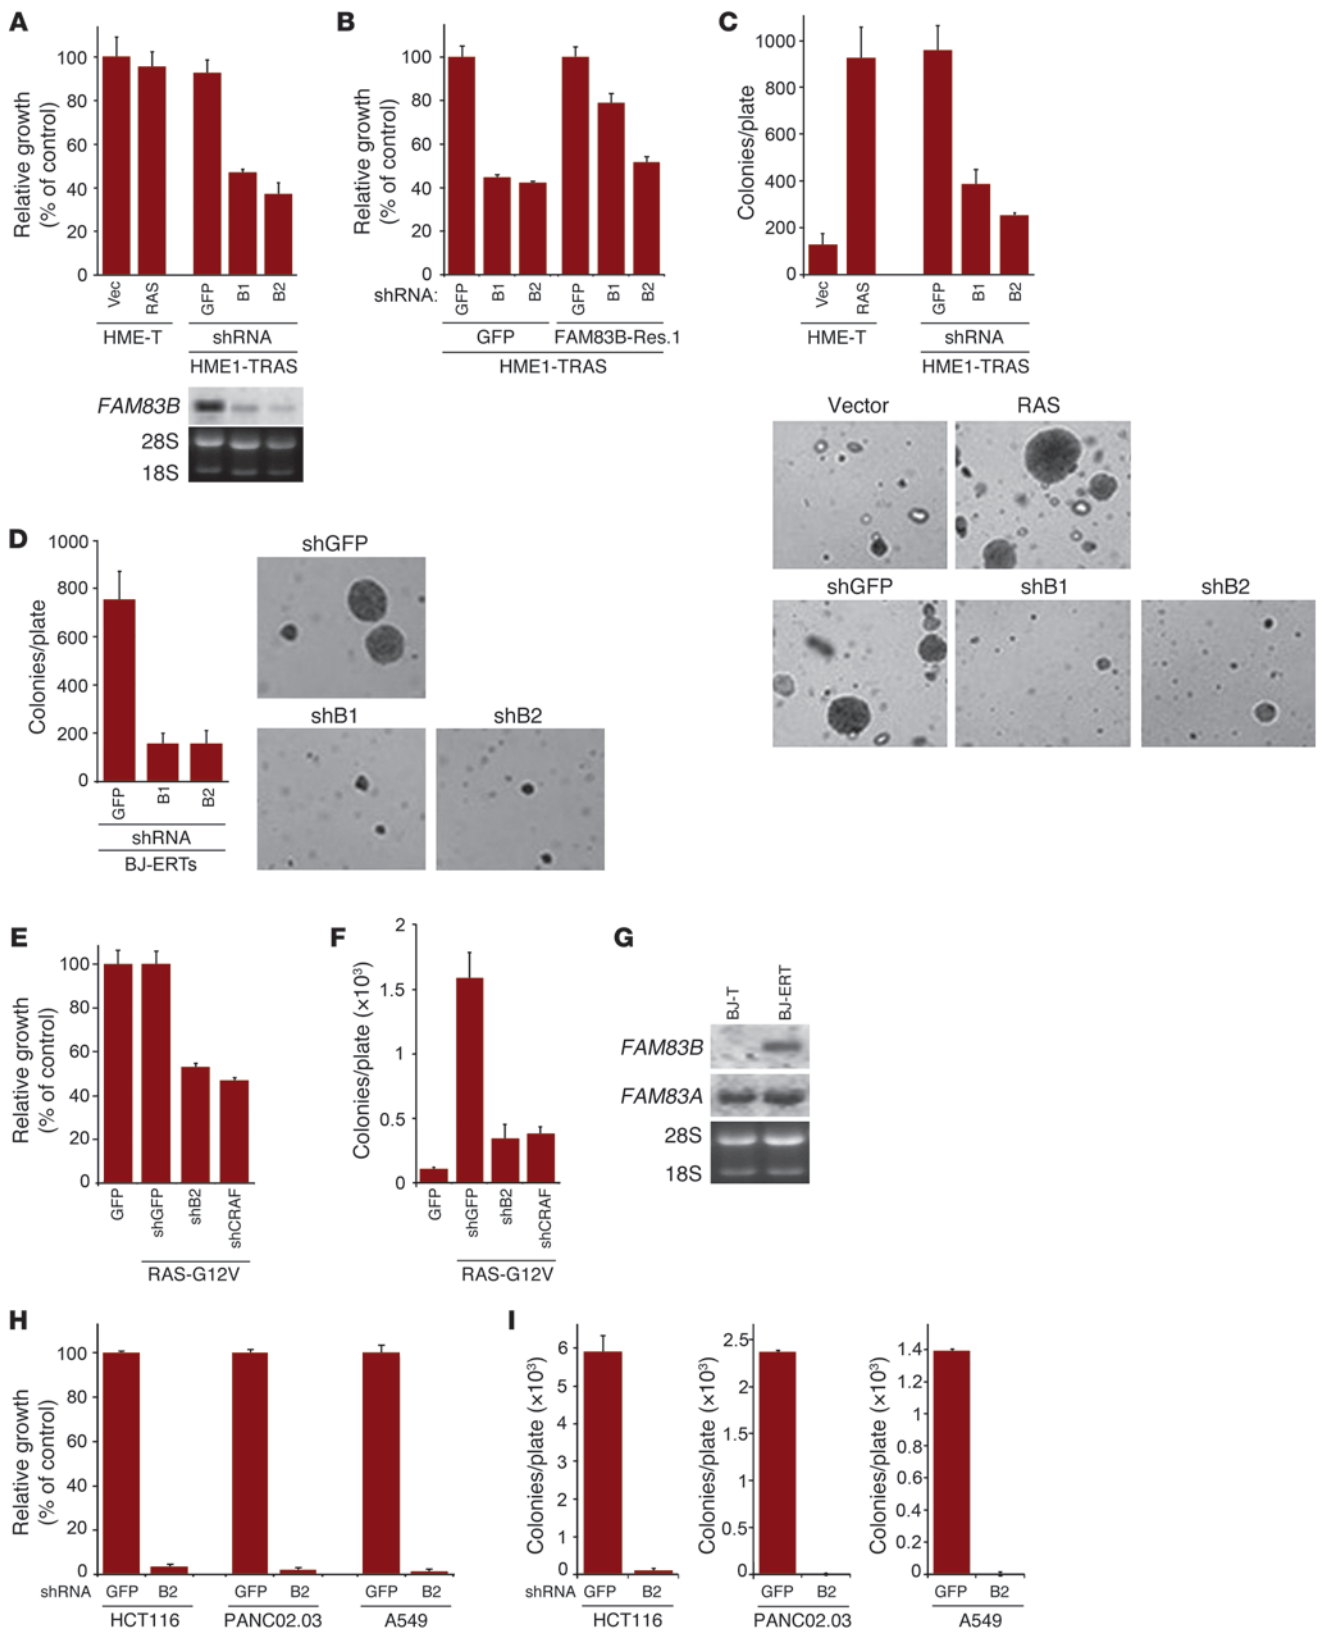 A
Relative growth
(% of control)
100
80
60
40
20
0
Vec
RAS
GFP
B1
B2
HME-T
shRNA
HME1-TRAS
FAM83B
28S
18S
B
Relative growth
(% of control)
100
80
60
40
20
0
shRNA:
GFP
B1
B2
GFP
B1
B2
GFP
FAM83B-Res.1
HME1-TRAS
C
Colonies/plate
1000
800
600
400
200
0
Vec
RAS
GFP
B1
B2
HME-T
shRNA
HME1-TRAS
Vector
RAS
shGFP
shB1
shB2
D
Colonies/plate
1000
800
600
400
200
0
GFP
B1
B2
shRNA
BJ-ERTs
shGFP
shB1
shB2
E
Relative growth
(% of control)
100
80
60
40
20
0
GFP
shGFP
shB2
shCRAF
RAS-G12V
F
Colonies/plate (×10³)
2
1.5
1
0.5
0
GFP
shGFP
shB2
shCRAF
RAS-G12V
G
BJ-T
BJ-ERT
FAM83B
FAM83A
28S
18S
H
Relative growth
(% of control)
100
80
60
40
20
0
shRNA
GFP
B2
GFP
B2
GFP
B2
HCT116
PANC02.03
A549
I
Colonies/plate (×10³)
6
5
4
3
2
1
0
shRNA
GFP
B2
HCT116
Colonies/plate (×10³)
2.5
2
1.5
1
0.5
0
GFP
B2
PANC02.03
Colonies/plate (×10³)
1.4
1.2
1
0.8
0.6
0.4
0.2
0
GFP
B2
A549